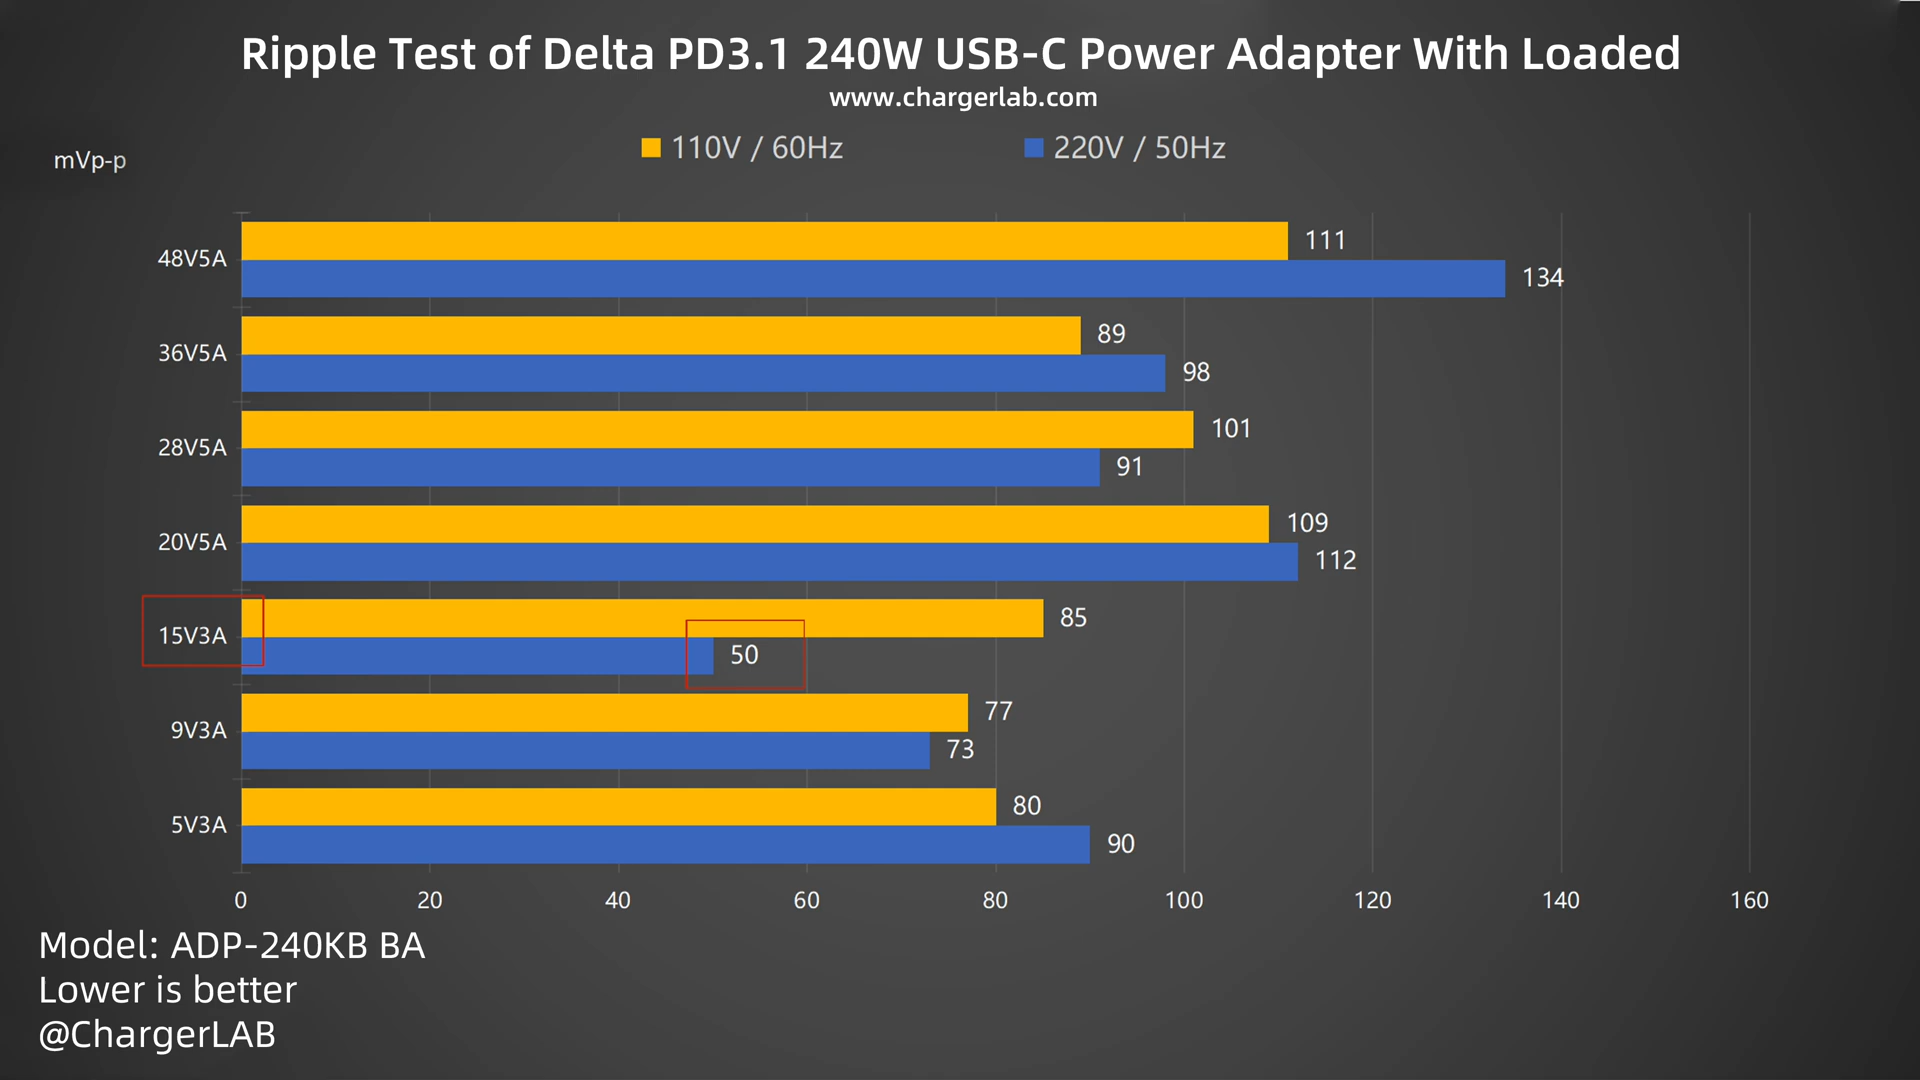 Ripple Test of Delta PD3.1 240W USB-C Power Adapter With Loaded
www.chargerlab.com
110V / 60Hz
220V / 50Hz
mVp-p
48V5A
111
134
36V5A
89
98
28V5A
101
91
20V5A
109
112
15V3A
85
50
9V3A
77
73
5V3A
80
90
0 20 40 60 80 100 120 140 160
Model: ADP-240KB BA
Lower is better
@ChargerLAB